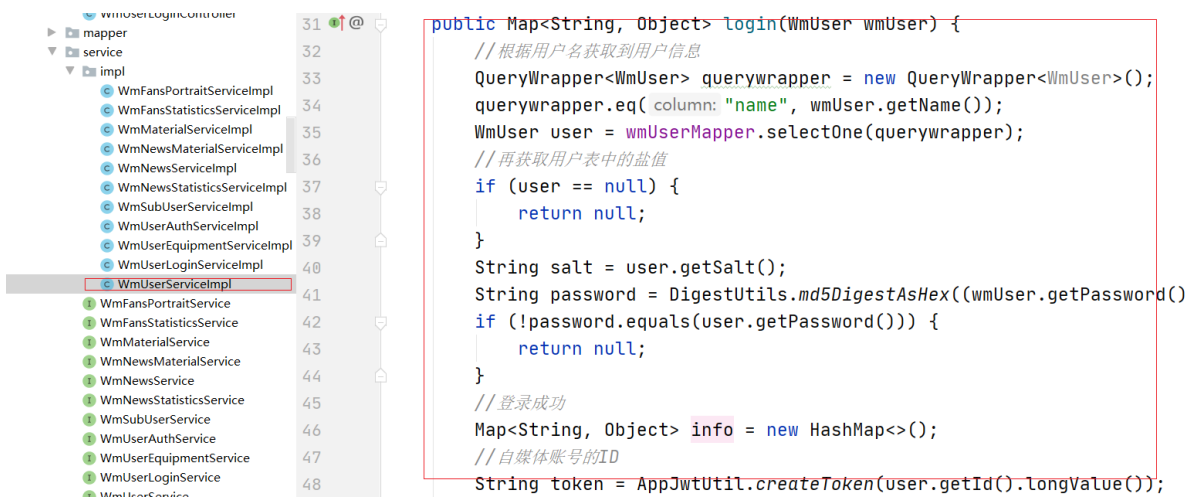 WmUserLoginController
mapper
service
impl
WmFansPortraitServiceImpl
WmFansStatisticsServiceImpl
WmMaterialServiceImpl
WmNewsMaterialServiceImpl
WmNewsServiceImpl
WmNewsStatisticsServiceImpl
WmSubUserServiceImpl
WmUserAuthServiceImpl
WmUserEquipmentServiceImpl
WmUserLoginServiceImpl
WmUserServiceImpl
WmFansPortraitService
WmFansStatisticsService
WmMaterialService
WmNewsMaterialService
WmNewsService
WmNewsStatisticsService
WmSubUserService
WmUserAuthService
WmUserEquipmentService
WmUserLoginService
WmUserService
31 public Map<String, Object> login(WmUser wmUser) {
32 //根据用户名获取到用户信息
33 QueryWrapper<WmUser> querywrapper = new QueryWrapper<WmUser>();
34 querywrapper.eq( column: "name", wmUser.getName());
35 WmUser user = wmUserMapper.selectOne(querywrapper);
36 //再获取用户表中的盐值
37 if (user == null) {
38 return null;
39 }
40 String salt = user.getSalt();
41 String password = DigestUtils.md5DigestAsHex((wmUser.getPassword()
42 if (!password.equals(user.getPassword())) {
43 return null;
44 }
45 //登录成功
46 Map<String, Object> info = new HashMap<>();
47 //自媒体账号的ID
48 String token = AppJwtUtil.createToken(user.getId().longValue());